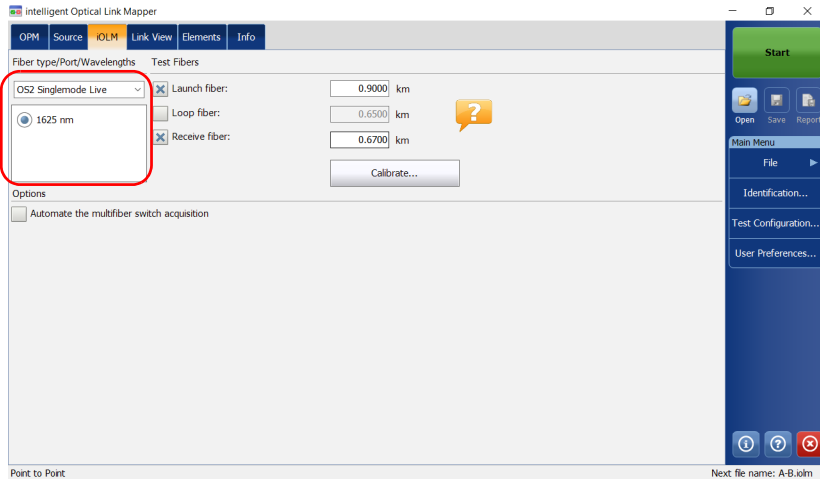 intelligent Optical Link Mapper
OPM Source iOLM Link View Elements Info
Fiber type/Port/Wavelengths Test Fibers
OS2 Singlemode Live
1625 nm
Launch fiber: 0.9000 km
Loop fiber: 0.6500 km
Receive fiber: 0.6700 km
?
Calibrate...
Options
Automate the multifiber switch acquisition
Start
Open Save Report
Main Menu
File
Identification...
Test Configuration...
User Preferences...
Point to Point
Next file name: A-B.iolm